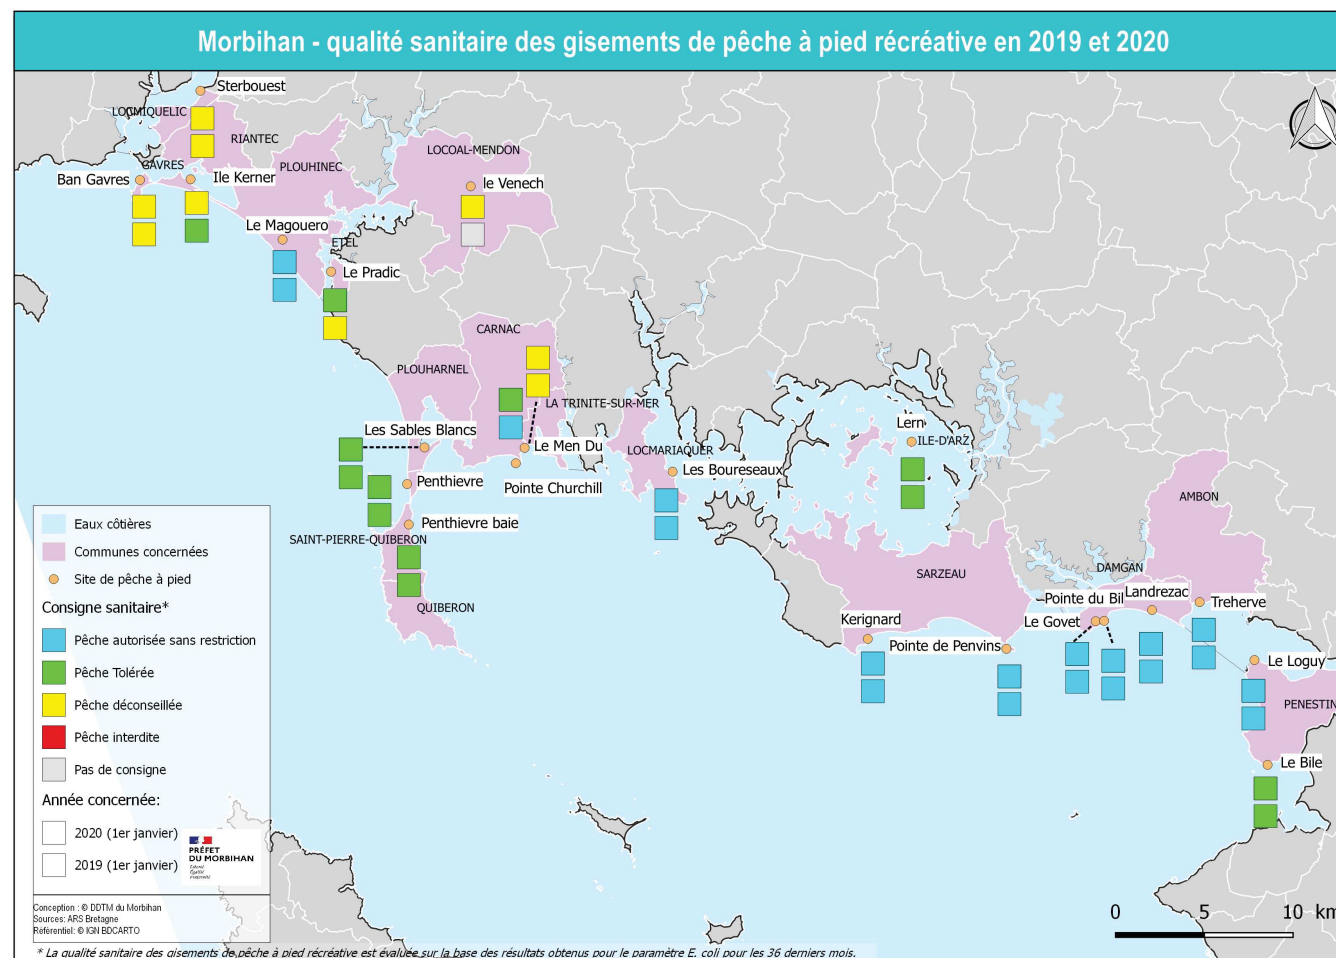 Morbihan - qualité sanitaire des gisements de pêche à pied récréative en 2019 et 2020
Sterbouest
LOCMIQUELIC
RIANTEC
GAVRES
Ban Gavres
Ile Kerner
PLOUHINEC
LOCOAL-MENDON
le Venech
Le Magouero
ETEL
Le Pradic
CARNAC
PLOUHARNEL
LA TRINITE-SUR-MER
Les Sables Blancs
Le Men Du
LOCMARIAQUER
Lern
ILE-D'ARZ
Les Boureseaux
Penthievre
Pointe Churchill
AMBON
Penthievre baie
SAINT-PIERRE-QUIBERON
SARZEAU
DAMGAN
QUIBERON
Pointe du Bil
Landrezac
Treherve
Kerignard
Le Govet
Pointe de Penvins
Le Loguy
PENESTIN
Le Bile
Eaux côtières
Communes concernées
Site de pêche à pied
Consigne sanitaire*
Pêche autorisée sans restriction
Pêche Tolérée
Pêche déconseillée
Pêche interdite
Pas de consigne
Année concernée:
2020 (1er janvier)
2019 (1er janvier)
PRÉFET
DU MORBIHAN
Liberté
Égalité
Fraternité
Conception : © DDTM du Morbihan
Sources: ARS Bretagne
Référentiel: © IGN BDCARTO
0 5 10 km
* La qualité sanitaire des gisements de pêche à pied récréative est évaluée sur la base des résultats obtenus pour le paramètre E. coli pour les 36 derniers mois.